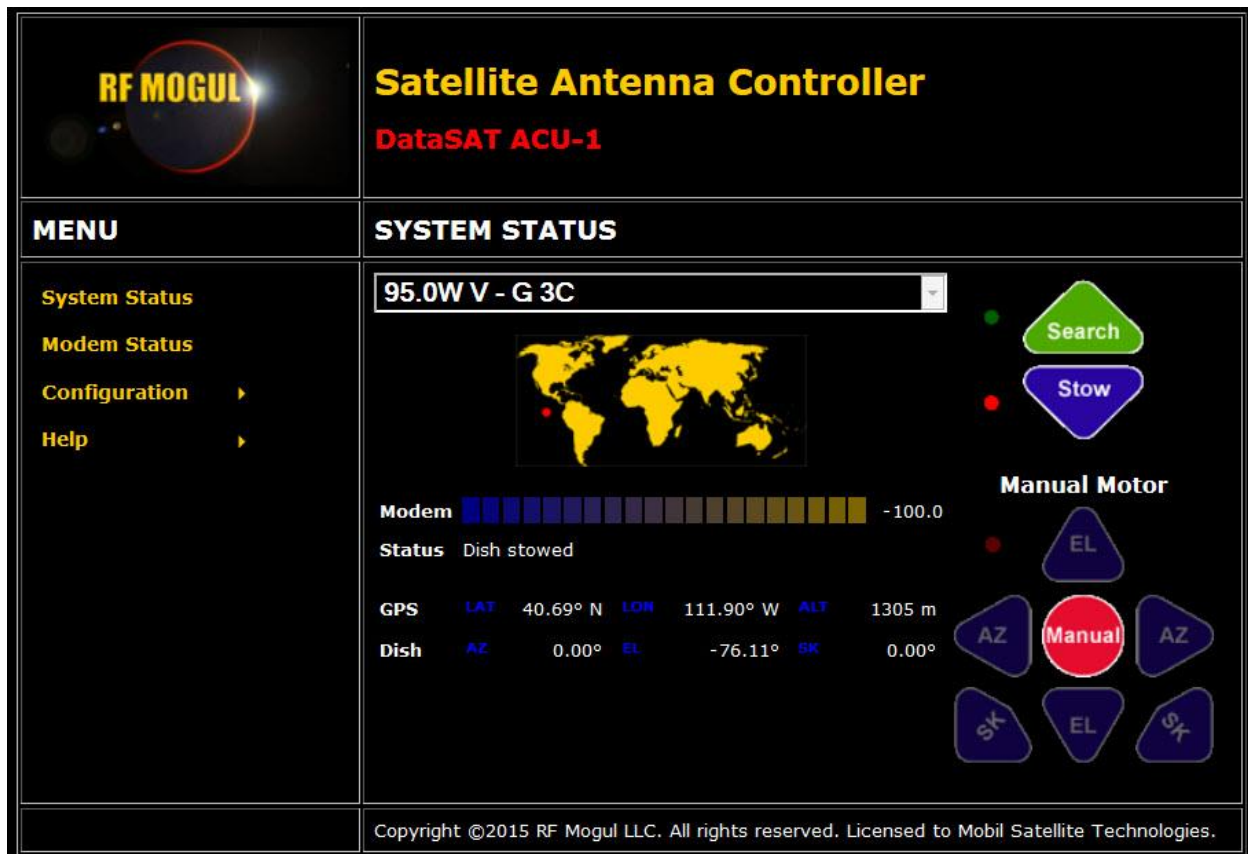 RF MOGUL
Satellite Antenna Controller
DataSAT ACU-1
MENU
SYSTEM STATUS
System Status
Modem Status
Configuration
Help
95.0W V - G 3C
Modem -100.0
Status Dish stowed
GPS LAT 40.69° N LON 111.90° W ALT 1305 m
Dish AZ 0.00° EL -76.11° SK 0.00°
Search
Stow
Manual Motor
EL
AZ Manual AZ
SK EL SK
Copyright ©2015 RF Mogul LLC. All rights reserved. Licensed to Mobil Satellite Technologies.